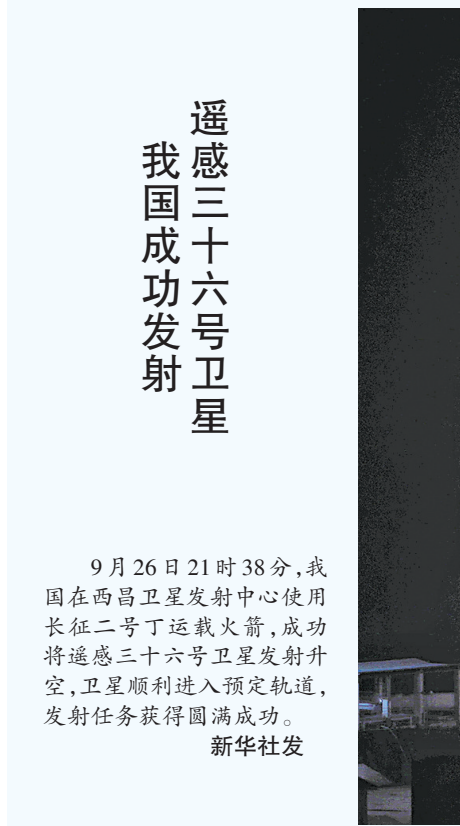 我国成功发射
遥感三十六号卫星
9月26日21时38分,我
国在西昌卫星发射中心使用
长征二号丁运载火箭,成功
将遥感三十六号卫星发射升
空,卫星顺利进入预定轨道,
发射任务获得圆满成功。
新华社发